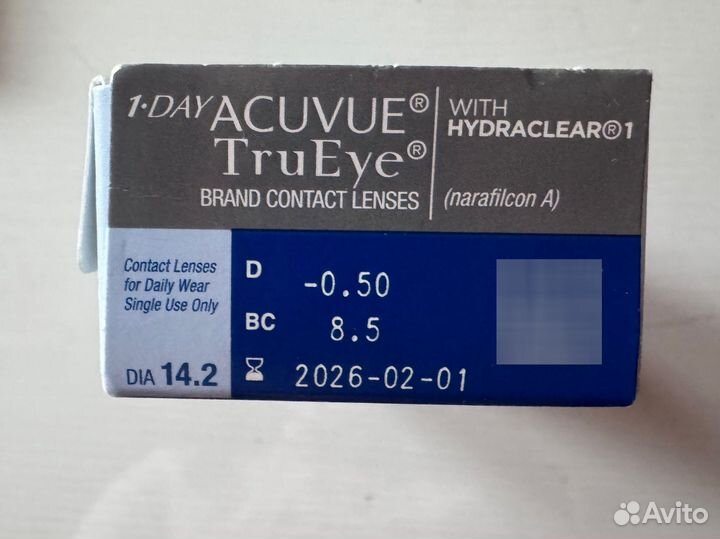 1·DAY ACUVUE®
TruEye®
BRAND CONTACT LENSES
WITH
HYDRACLEAR®1
(narafilcon A)
Contact Lenses
for Daily Wear
Single Use Only
DIA 14.2
D -0.50
BC 8.5
2026-02-01
Avito